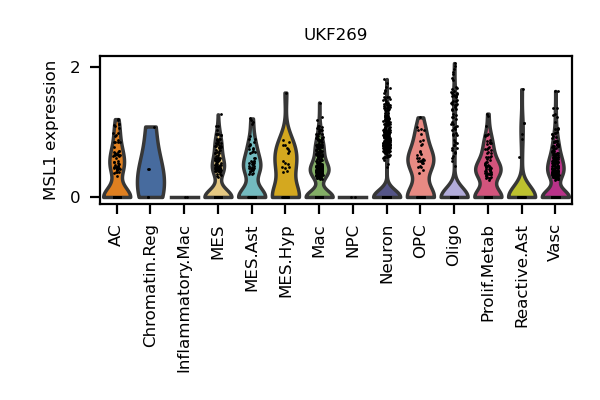 UKF269
MSL1 expression
2
0
AC
Chromatin.Reg
Inflammatory.Mac
MES
MES.Ast
MES.Hyp
Mac
NPC
Neuron
OPC
Oligo
Prolif.Metab
Reactive.Ast
Vasc